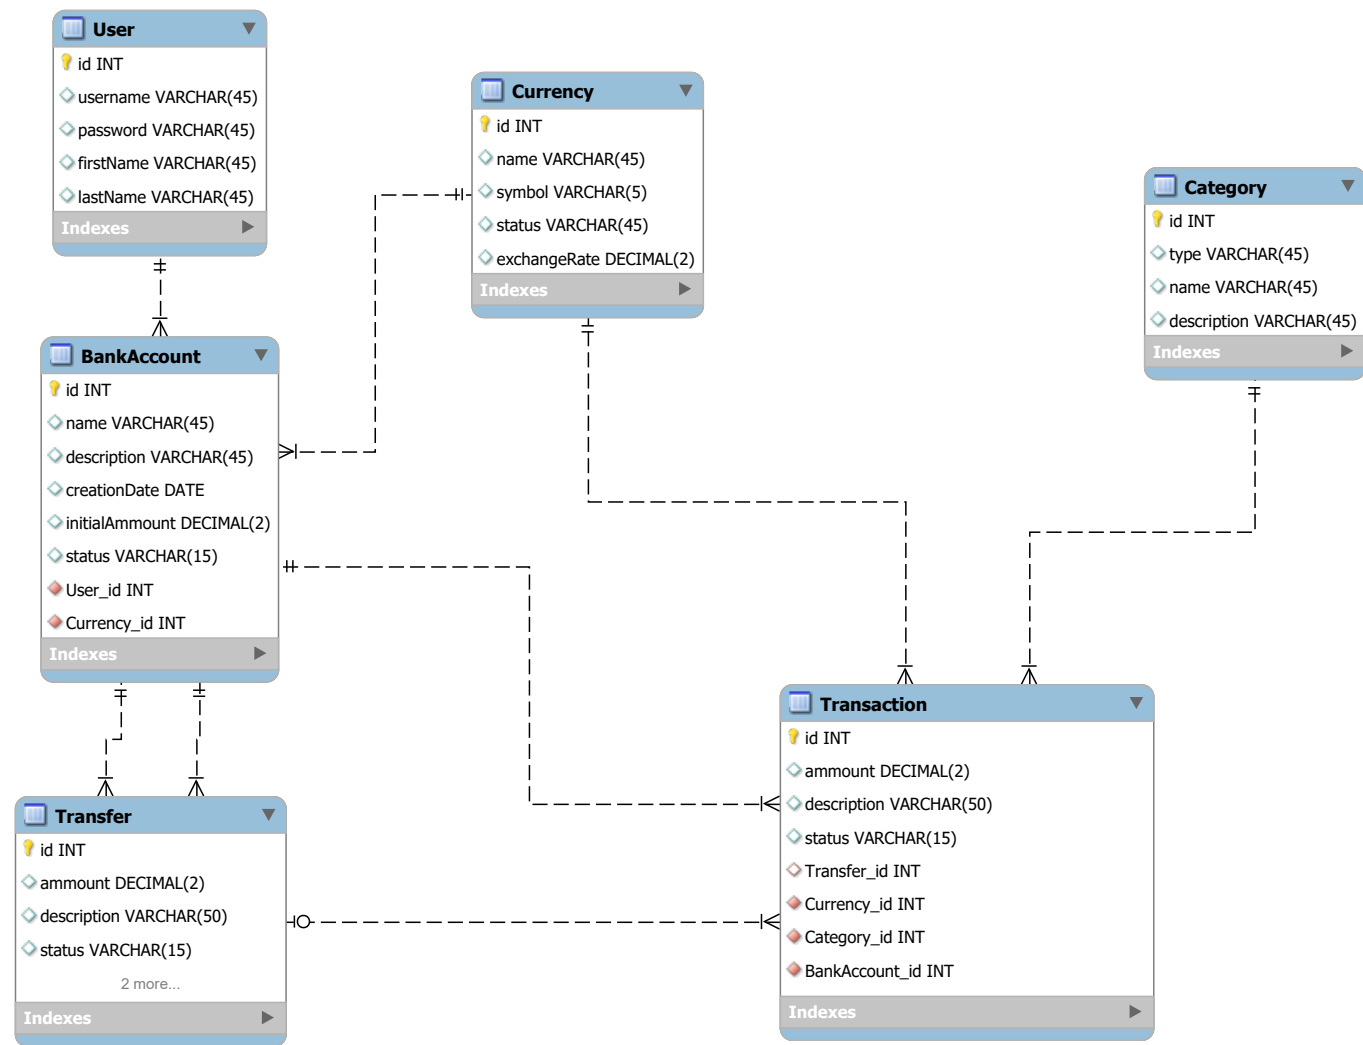 User
id INT
username VARCHAR(45)
password VARCHAR(45)
firstName VARCHAR(45)
lastName VARCHAR(45)
Indexes
Currency
id INT
name VARCHAR(45)
symbol VARCHAR(5)
status VARCHAR(45)
exchangeRate DECIMAL(2)
Indexes
Category
id INT
type VARCHAR(45)
name VARCHAR(45)
description VARCHAR(45)
Indexes
BankAccount
id INT
name VARCHAR(45)
description VARCHAR(45)
creationDate DATE
initialAmmount DECIMAL(2)
status VARCHAR(15)
User_id INT
Currency_id INT
Indexes
Transfer
id INT
ammount DECIMAL(2)
description VARCHAR(50)
status VARCHAR(15)
2 more...
Indexes
Transaction
id INT
ammount DECIMAL(2)
description VARCHAR(50)
status VARCHAR(15)
Transfer_id INT
Currency_id INT
Category_id INT
BankAccount_id INT
Indexes